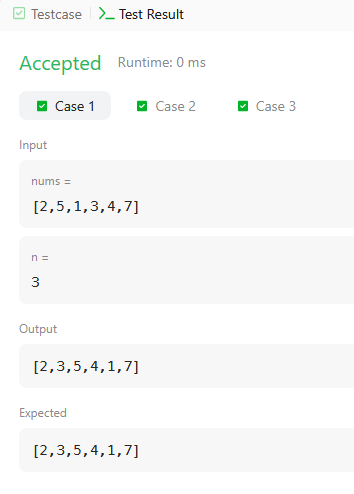 Testcase Test Result
Accepted Runtime: 0 ms
Case 1 Case 2 Case 3
Input
nums =
[2,5,1,3,4,7]
n =
3
Output
[2,3,5,4,1,7]
Expected
[2,3,5,4,1,7]